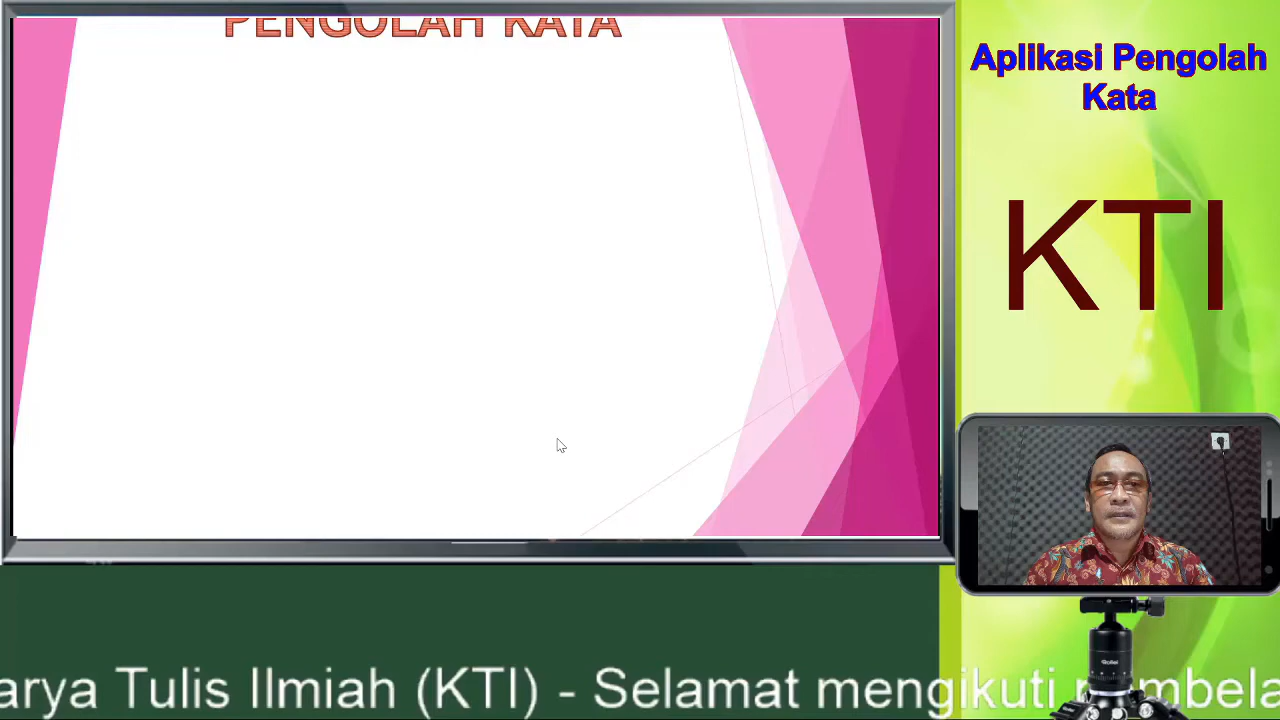 PENGOLAH KATA
Aplikasi Pengolah
Kata
KTI
arya Tulis Ilmiah (KTI) - Selamat mengikuti